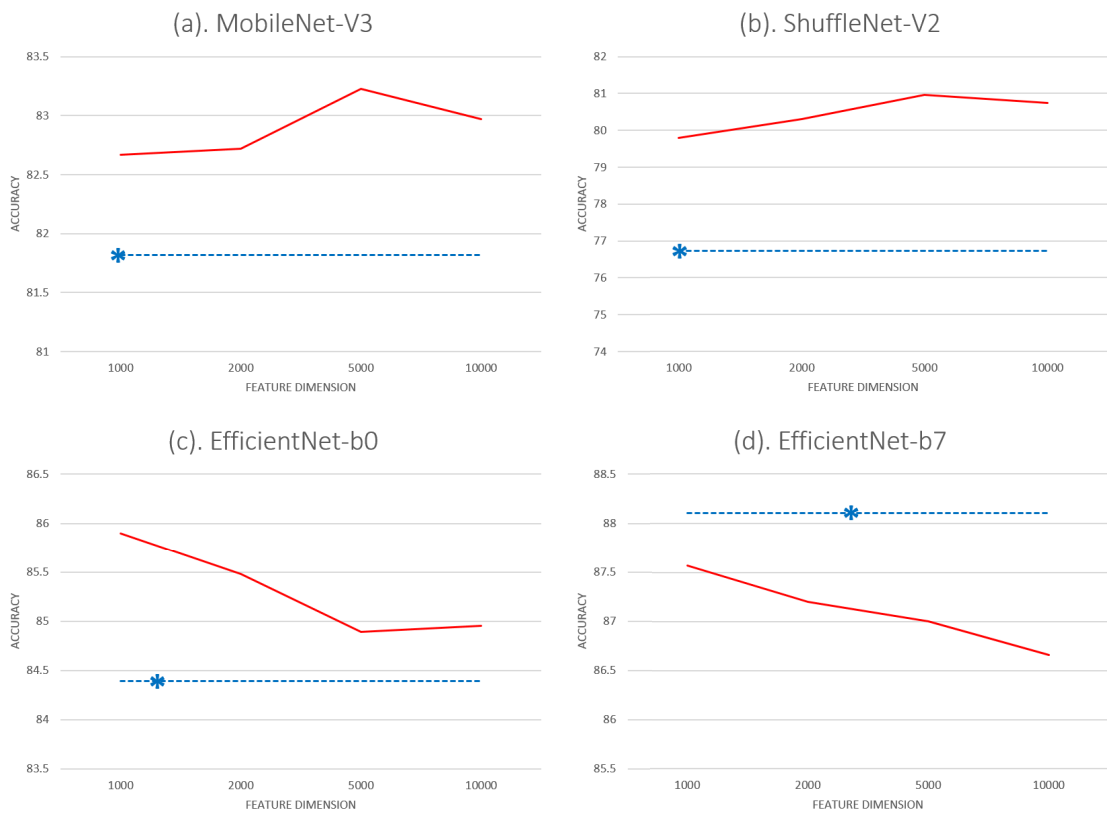 (a). MobileNet-V3
83.5
83
82.5
82
81.5
81
ACCURACY
1000 2000 5000 10000
FEATURE DIMENSION
(b). ShuffleNet-V2
82
81
80
79
78
77
76
75
74
ACCURACY
1000 2000 5000 10000
FEATURE DIMENSION
(c). EfficientNet-b0
86.5
86
85.5
85
84.5
84
83.5
ACCURACY
1000 2000 5000 10000
FEATURE DIMENSION
(d). EfficientNet-b7
88.5
88
87.5
87
86.5
86
85.5
ACCURACY
1000 2000 5000 10000
FEATURE DIMENSION